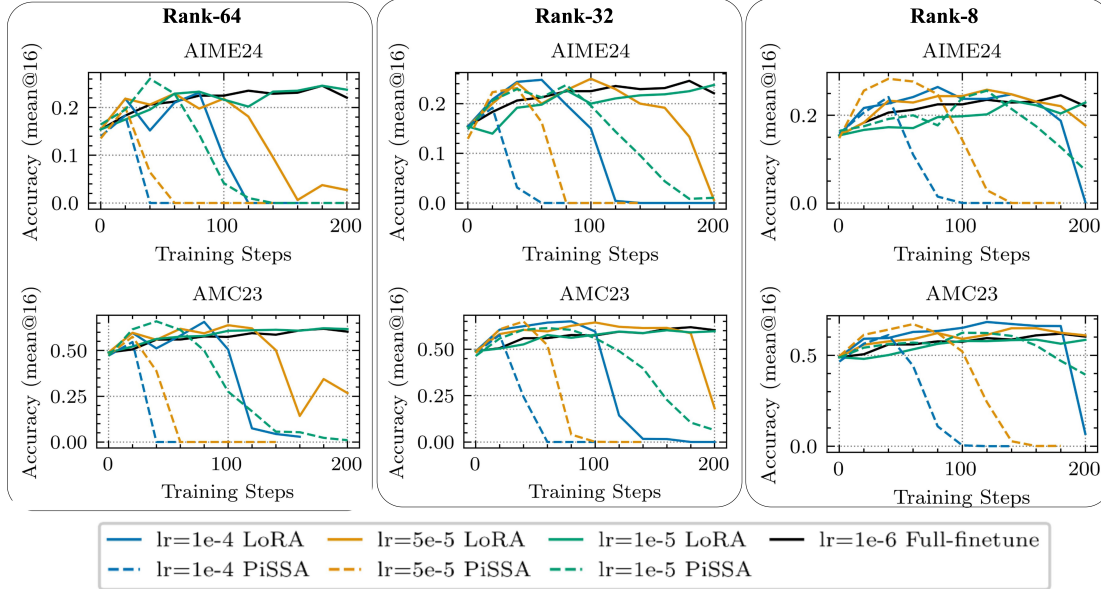 Rank-64
AIME24
Accuracy (mean@16)
0.2
0.1
0.0
0
100
200
Training Steps
AMC23
Accuracy (mean@16)
0.50
0.25
0.00
0
100
200
Training Steps
Rank-32
AIME24
Accuracy (mean@16)
0.2
0.1
0.0
0
100
200
Training Steps
AMC23
Accuracy (mean@16)
0.50
0.25
0.00
0
100
200
Training Steps
Rank-8
AIME24
Accuracy (mean@16)
0.2
0.0
0
100
200
Training Steps
AMC23
Accuracy (mean@16)
0.5
0.0
0
100
200
Training Steps
lr=1e-4 LoRA
lr=5e-5 LoRA
lr=1e-5 LoRA
lr=1e-6 Full-finetune
lr=1e-4 PiSSA
lr=5e-5 PiSSA
lr=1e-5 PiSSA